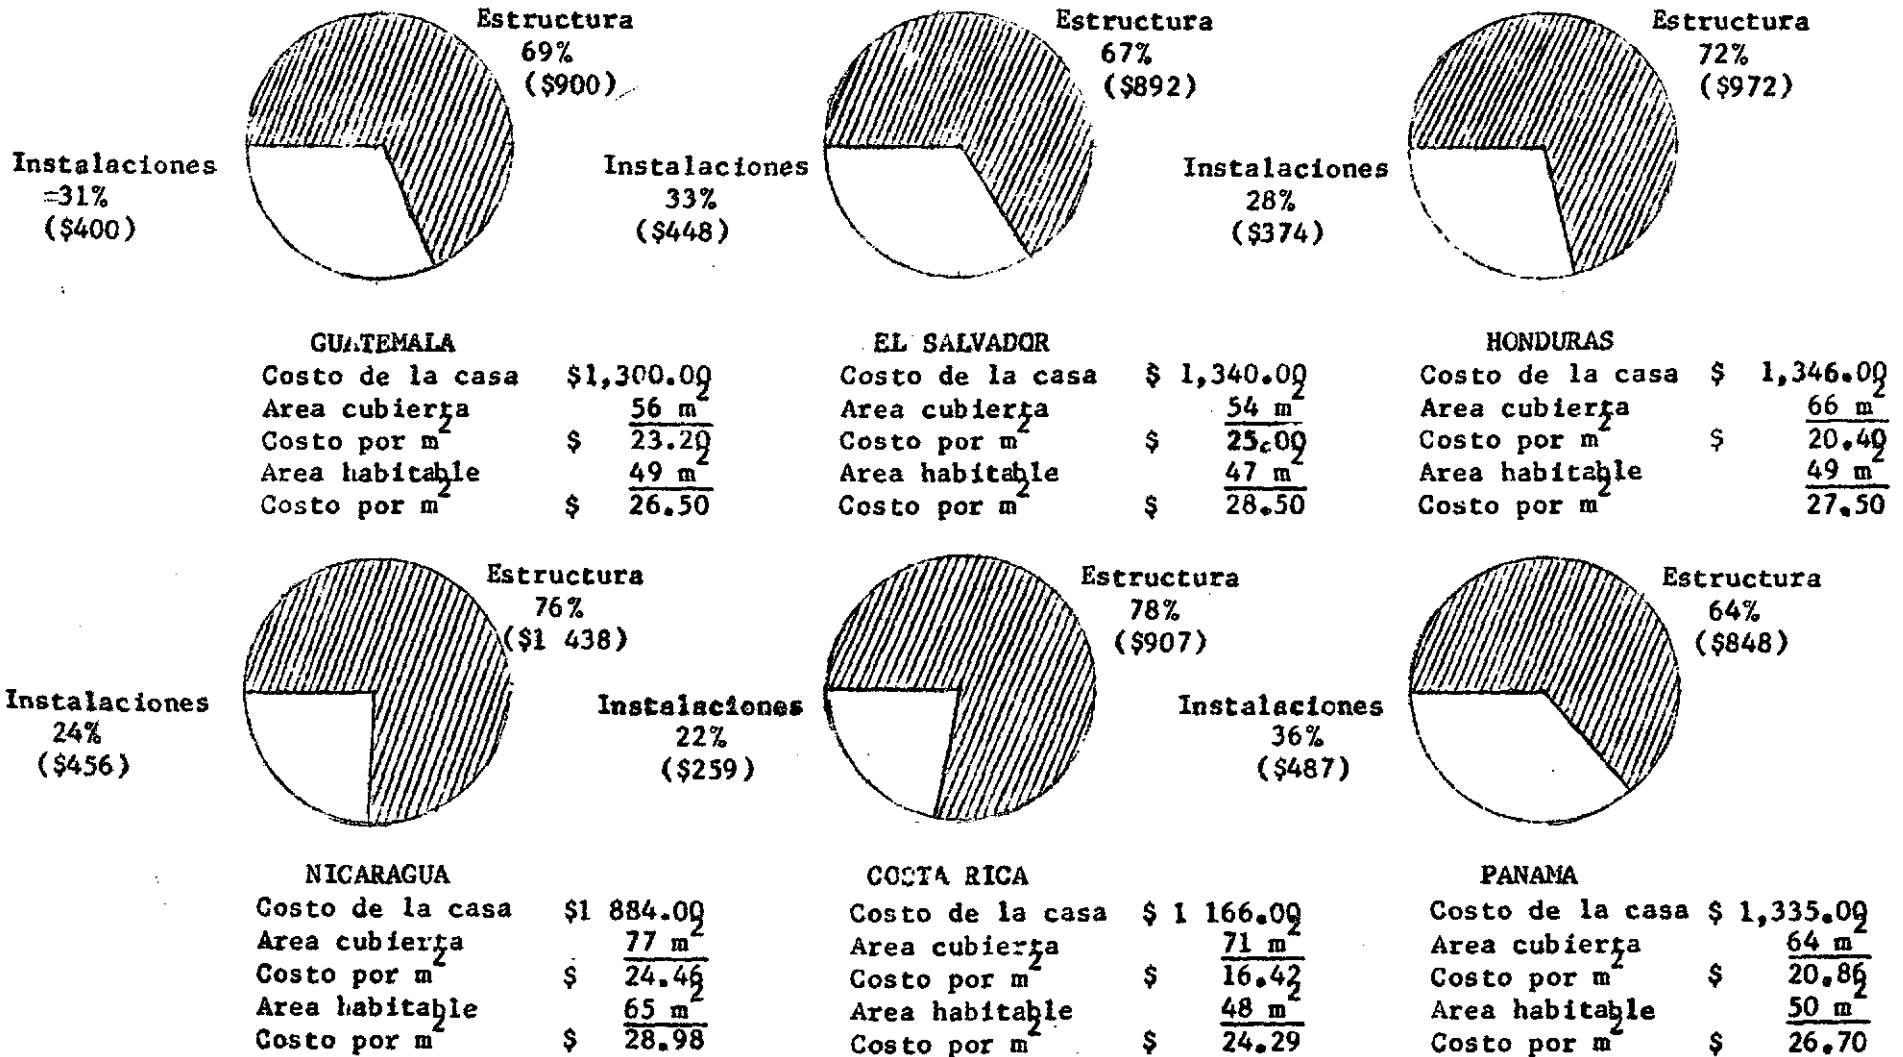 Estructura
69%
($900)
Instalaciones
=31%
($400)
GUATEMALA
Costo de la casa $1,300.00
Area cubierta 56 m2
Costo por m2 $ 23.20
Area habitable 49 m2
Costo por m2 $ 26.50
Estructura
67%
($892)
Instalaciones
33%
($448)
EL SALVADOR
Costo de la casa $ 1,340.00
Area cubierta 54 m2
Costo por m2 $ 25.00
Area habitable 47 m2
Costo por m2 $ 28.50
Estructura
72%
($972)
Instalaciones
28%
($374)
HONDURAS
Costo de la casa $ 1,346.00
Area cubierta 66 m2
Costo por m2 $ 20.40
Area habitable 49 m2
Costo por m2 27.50
Estructura
76%
($1 438)
Instalaciones
24%
($456)
NICARAGUA
Costo de la casa $1 884.00
Area cubierta 77 m2
Costo por m2 $ 24.46
Area habitable 65 m2
Costo por m2 $ 28.98
Estructura
78%
($907)
Instalaciones
22%
($259)
COSTA RICA
Costo de la casa $ 1 166.00
Area cubierta 71 m2
Costo por m2 $ 16.42
Area habitable 48 m2
Costo por m2 $ 24.29
Estructura
64%
($848)
Instalaciones
36%
($487)
PANAMA
Costo de la casa $ 1,335.00
Area cubierta 64 m2
Costo por m2 $ 20.86
Area habitable 50 m2
Costo por m2 $ 26.70